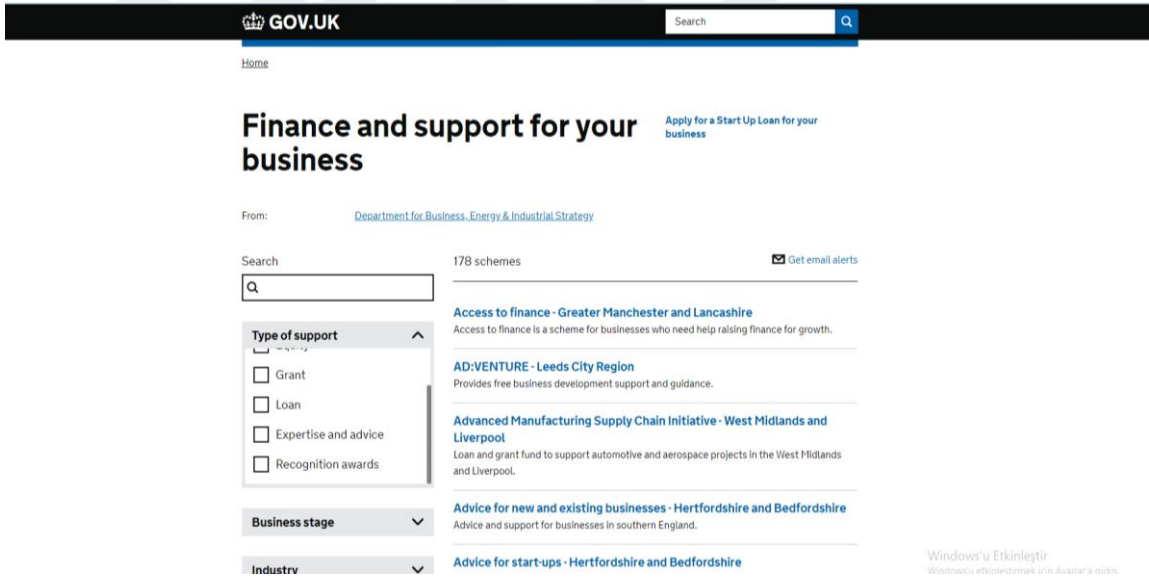 GOV.UK
Search
Home
Finance and support for your
business
Apply for a Start Up Loan for your
business
From:
Department for Business, Energy & Industrial Strategy
Search
178 schemes
Get email alerts
Type of support
Grant
Loan
Expertise and advice
Recognition awards
Business stage
Industry
Access to finance - Greater Manchester and Lancashire
Access to finance is a scheme for businesses who need help raising finance for growth.
AD:VENTURE - Leeds City Region
Provides free business development support and guidance.
Advanced Manufacturing Supply Chain Initiative - West Midlands and
Liverpool
Loan and grant fund to support automotive and aerospace projects in the West Midlands
and Liverpool.
Advice for new and existing businesses - Hertfordshire and Bedfordshire
Advice and support for businesses in southern England.
Advice for start-ups - Hertfordshire and Bedfordshire
Windows'u Etkinleştir
Windows'u etkinleştirmek için Ayarlar'a gidin.